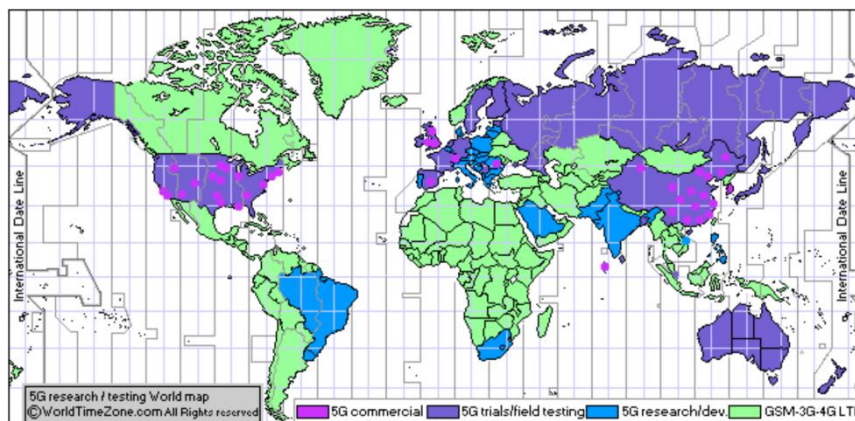 International Date Line
International Date Line
5G research / testing World map
©WorldTimeZone.com All Rights reserved
5G commercial
5G trials/field testing
5G research/dev.
GSM-3G-4G LT